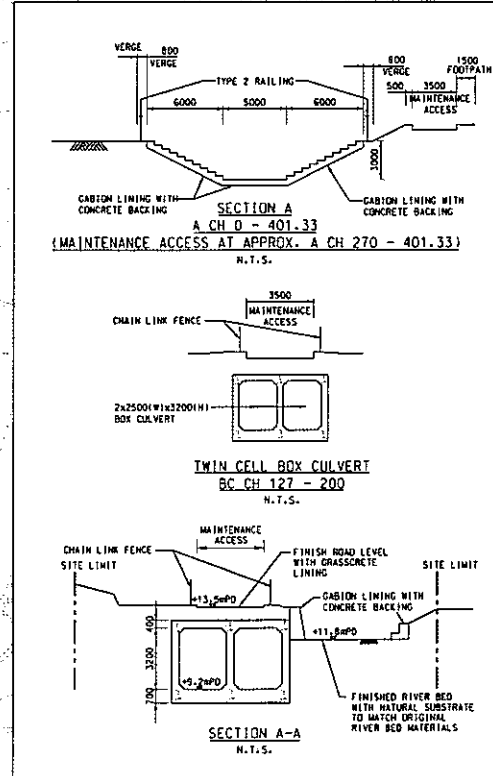 VERGE 800 600 1500
VERGE VERGE FOOTPATH
TYPE 2 RAILING 500 3500
MAINTENANCE
ACCESS
6000 5000 6000
3000
GABION LINING WITH
CONCRETE BACKING
GABION LINING WITH
CONCRETE BACKING
SECTION A
A CH 0 - 401.33
(MAINTENANCE ACCESS AT APPROX. A CH 270 - 401.33)
N.T.S.
3500
CHAIN LINK FENCE MAINTENANCE
ACCESS
2x2500(W)x3200(H)
BOX CULVERT
TWIN CELL BOX CULVERT
BC CH 127 - 200
N.T.S.
MAINTENANCE
ACCESS
CHAIN LINK FENCE
SITE LIMIT
FINISH ROAD LEVEL
WITH GRASSCRETE
LINING
SITE LIMIT
GABION LINING WITH
CONCRETE BACKING
+13.5mPD
+11.8mPD
400
3200
700
+9.2mPD
FINISHED RIVER BED
WITH NATURAL SUBSTRATE
TO MATCH ORIGINAL
RIVER BED MATERIALS
SECTION A-A
N.T.S.